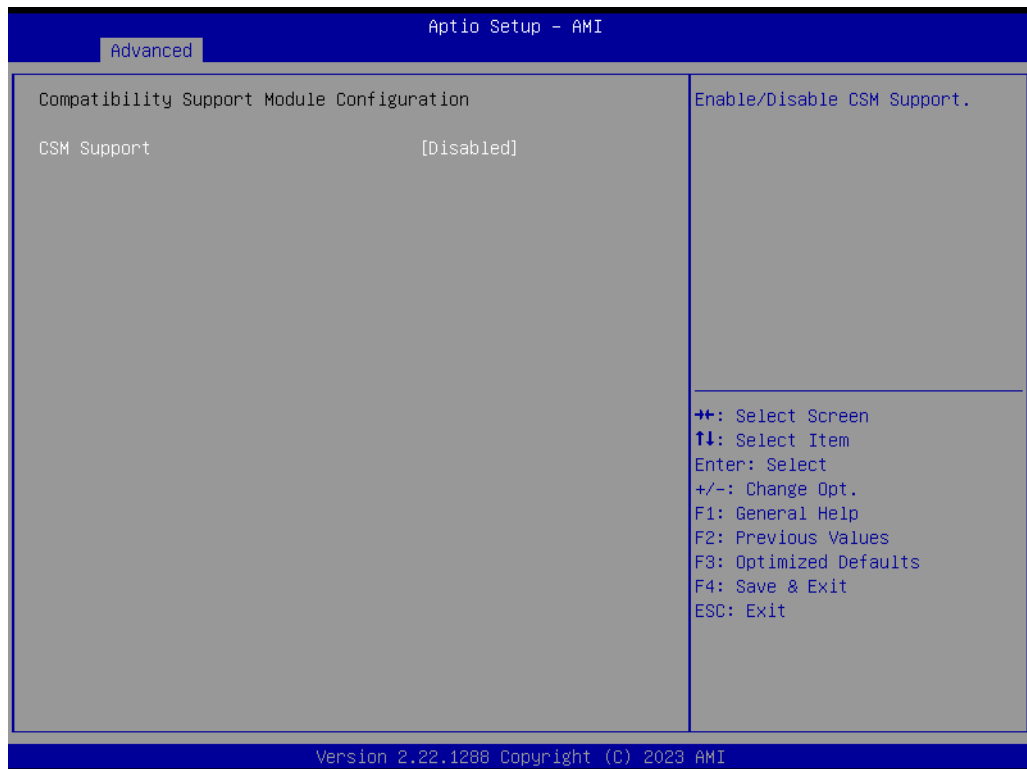 Aptio Setup – AMI
Advanced
Compatibility Support Module Configuration
CSM Support [Disabled]
Enable/Disable CSM Support.
→←: Select Screen
↑↓: Select Item
Enter: Select
+/-: Change Opt.
F1: General Help
F2: Previous Values
F3: Optimized Defaults
F4: Save & Exit
ESC: Exit
Version 2.22.1288 Copyright (C) 2023 AMI